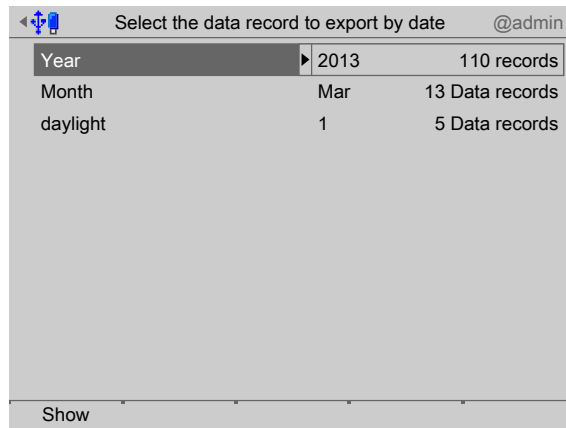 Select the data record to export by date @admin
Year 2013 110 records
Month Mar 13 Data records
daylight 1 5 Data records
Show